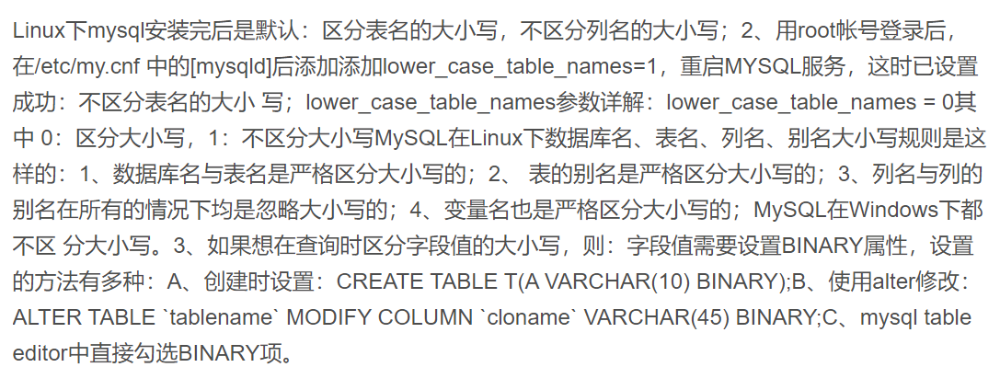 Linux下mysql安装完后是默认：区分表名的大小写，不区分列名的大小写；2、用root帐号登录后，
在/etc/my.cnf 中的[mysqld]后添加添加lower_case_table_names=1，重启MYSQL服务，这时已设置
成功：不区分表名的大小 写；lower_case_table_names参数详解：lower_case_table_names = 0其
中 0：区分大小写，1：不区分大小写MySQL在Linux下数据库名、表名、列名、别名大小写规则是这
样的：1、数据库名与表名是严格区分大小写的；2、 表的别名是严格区分大小写的；3、列名与列的
别名在所有的情况下均是忽略大小写的；4、变量名也是严格区分大小写的；MySQL在Windows下都
不区 分大小写。3、如果想在查询时区分字段值的大小写，则：字段值需要设置BINARY属性，设置
的方法有多种：A、创建时设置：CREATE TABLE T(A VARCHAR(10) BINARY);B、使用alter修改：
ALTER TABLE `tablename` MODIFY COLUMN `cloname` VARCHAR(45) BINARY;C、mysql table
editor中直接勾选BINARY项。